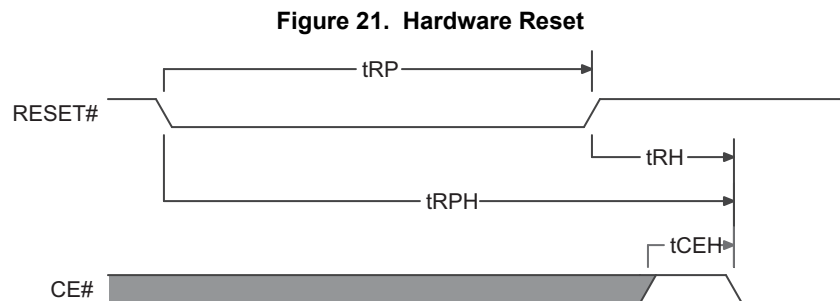 Figure 21. Hardware Reset
tRP
RESET#
tRH
tRPH
tCEH
CE#